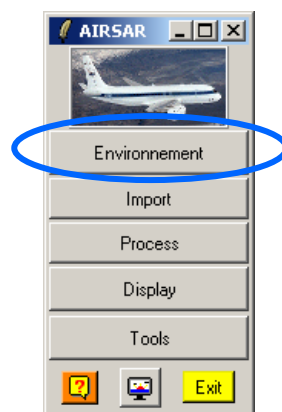 AIRSAR
Environnement
Import
Process
Display
Tools
? Exit